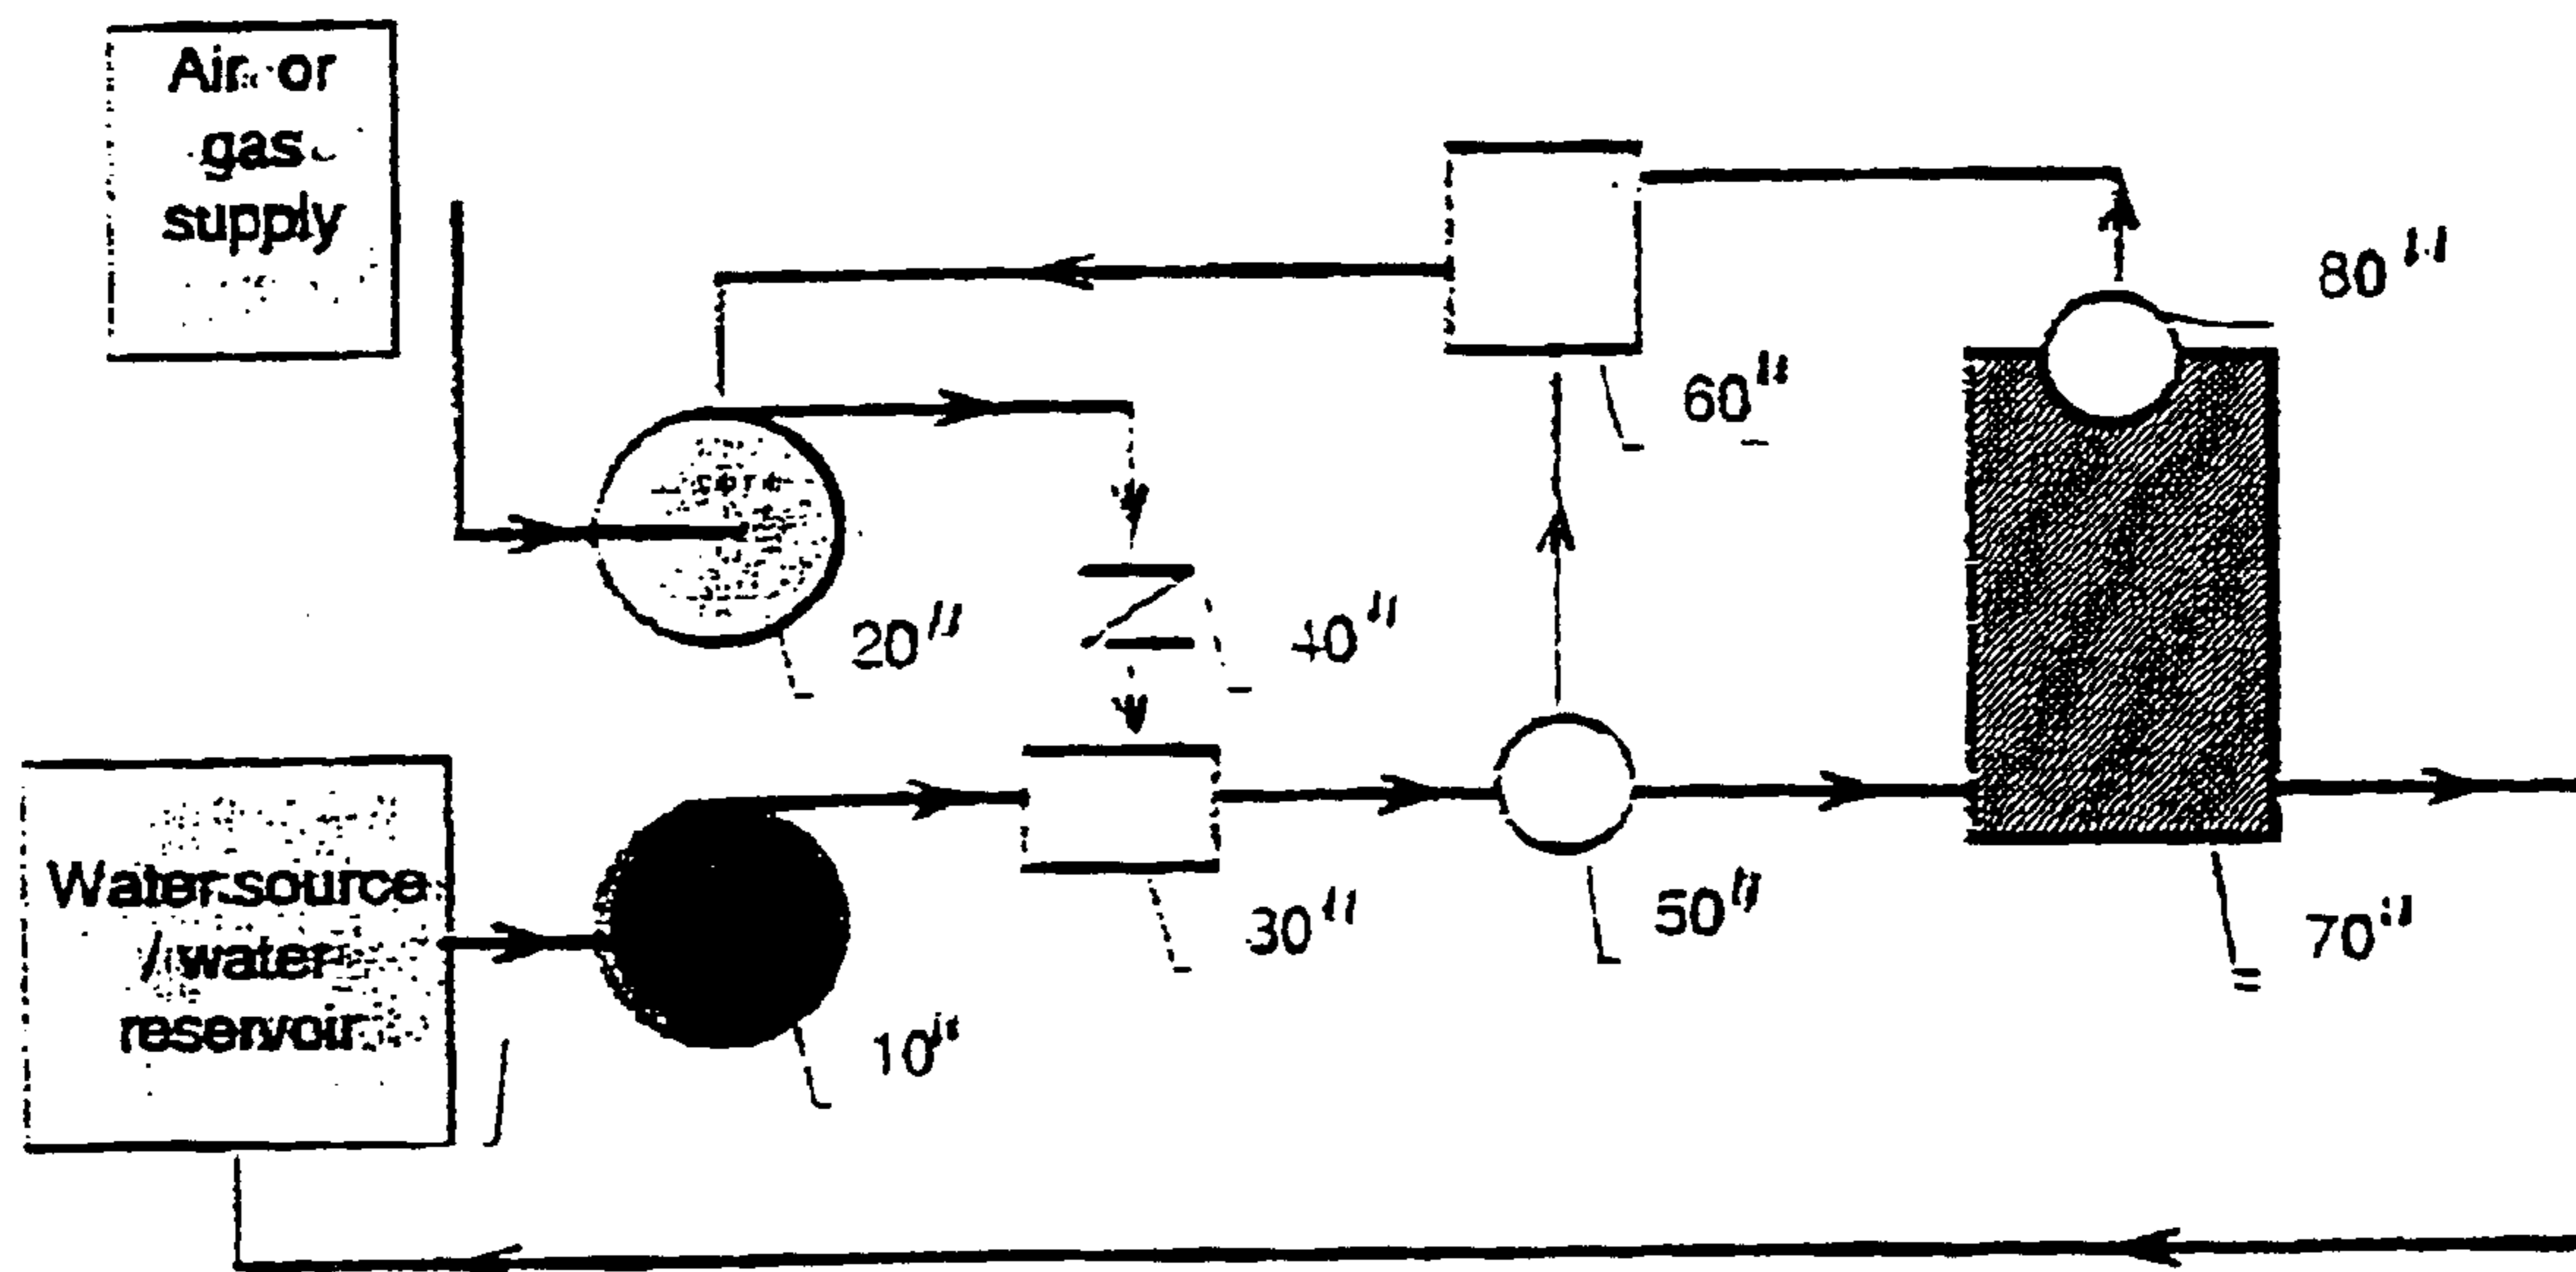 Air or
gas
supply
80"
60"
20"
40"
Water source
/ water
reservoir
30"
50"
70"
10"